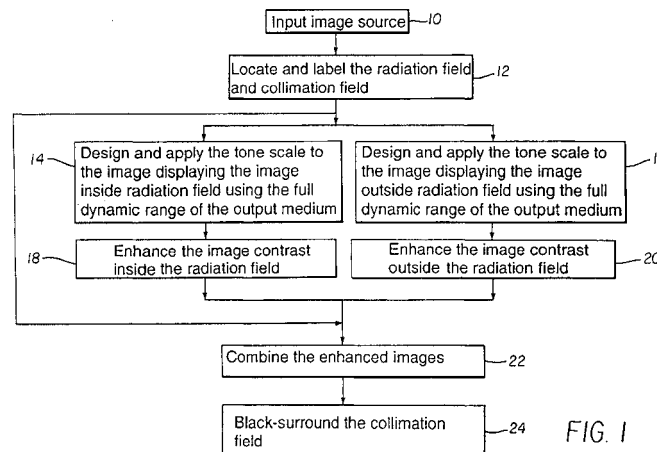 Input image source
10
Locate and label the radiation field
and collimation field
12
14
Design and apply the tone scale to
the image displaying the image
inside radiation field using the full
dynamic range of the output medium
Design and apply the tone scale to
the image displaying the image
outside radiation field using the full
dynamic range of the output medium
1
18
Enhance the image contrast
inside the radiation field
Enhance the image contrast
outside the radiation field
20
Combine the enhanced images
22
Black-surround the collimation
field
24
FIG. 1